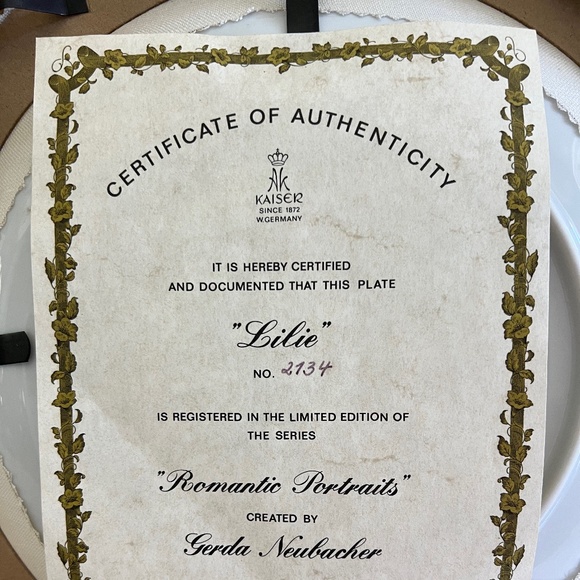 CERTIFICATE OF AUTHENTICITY
AK
KAISER
SINCE 1872
W.GERMANY
IT IS HEREBY CERTIFIED
AND DOCUMENTED THAT THIS PLATE
"Lilie"
NO. 2134
IS REGISTERED IN THE LIMITED EDITION OF
THE SERIES
"Romantic Portraits"
CREATED BY
Gerda Neubacher